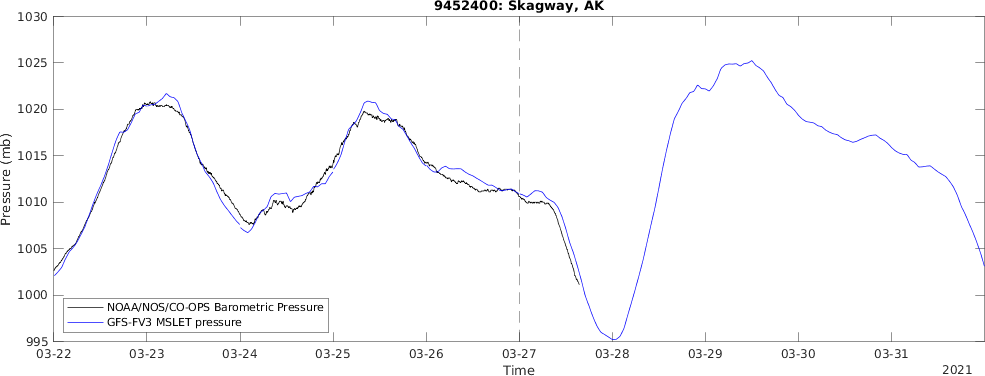 9452400: Skagway, AK
1030
1025
1020
1015
1010
1005
1000
995
Pressure (mb)
NOAA/NOS/CO-OPS Barometric Pressure
GFS-FV3 MSLET pressure
03-22 03-23 03-24 03-25 03-26 03-27 03-28 03-29 03-30 03-31
Time
2021